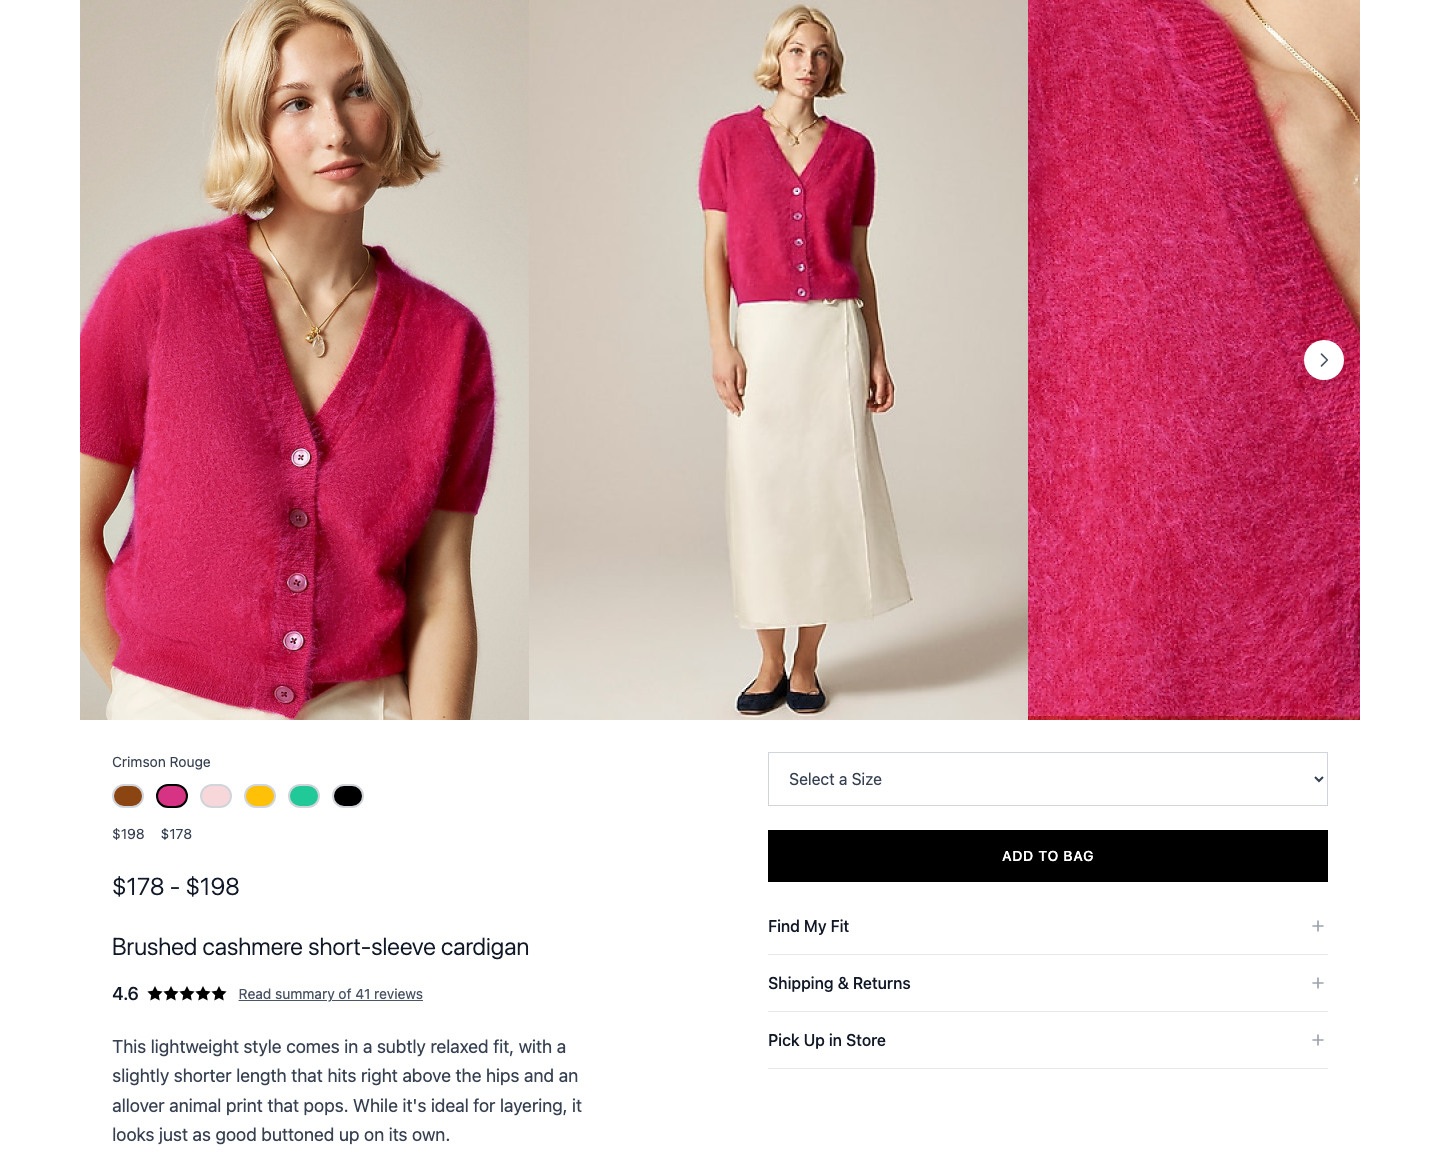 Crimson Rouge
$198 $178
$178 - $198
Brushed cashmere short-sleeve cardigan
4.6 Read summary of 41 reviews
This lightweight style comes in a subtly relaxed fit, with a
slightly shorter length that hits right above the hips and an
allover animal print that pops. While it's ideal for layering, it
looks just as good buttoned up on its own.
Select a Size
ADD TO BAG
Find My Fit
Shipping & Returns
Pick Up in Store